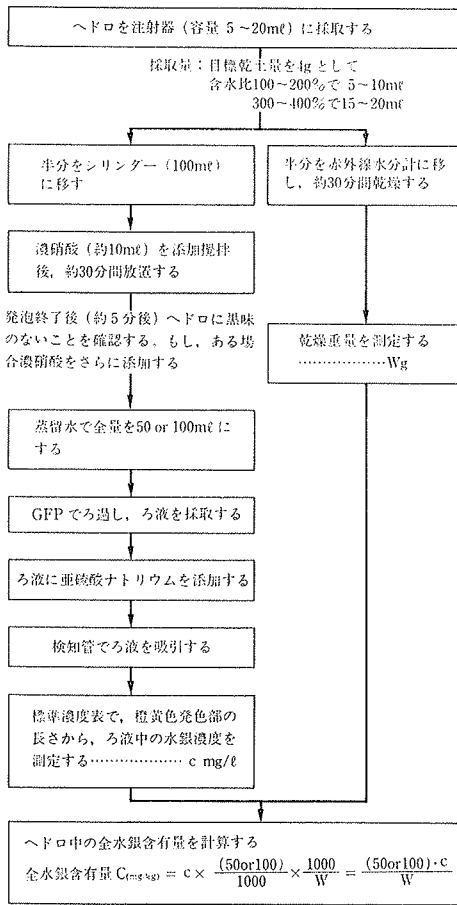 ヘドロを注射器（容量 5～20mℓ）に採取する
採取量：目標乾土量を4gとして
含水比100～200%で 5～10mℓ
300～400%で15～20mℓ
半分をシリンダー（100mℓ）
に移す
濃硝酸（約10mℓ）を添加攪拌
後，約30分間放置する
発泡終了後（約5分後）ヘドロに黒味
のないことを確認する。もし，ある場
合濃硝酸をさらに添加する
蒸留水で全量を50 or 100mℓに
する
GFPでろ過し，ろ液を採取する
ろ液に亜硫酸ナトリウムを添加する
検知管でろ液を吸引する
標準濃度表で，橙黄色発色部の
長さから，ろ液中の水銀濃度を
測定する……………… c mg/ℓ
半分を赤外線水分計に移
し，約30分間乾燥する
乾燥重量を測定する
………………Wg
ヘドロ中の全水銀含有量を計算する
全水銀含有量 C(mg/kg) = c × (50or100)/1000 × 1000/W = (50or100)・c/W